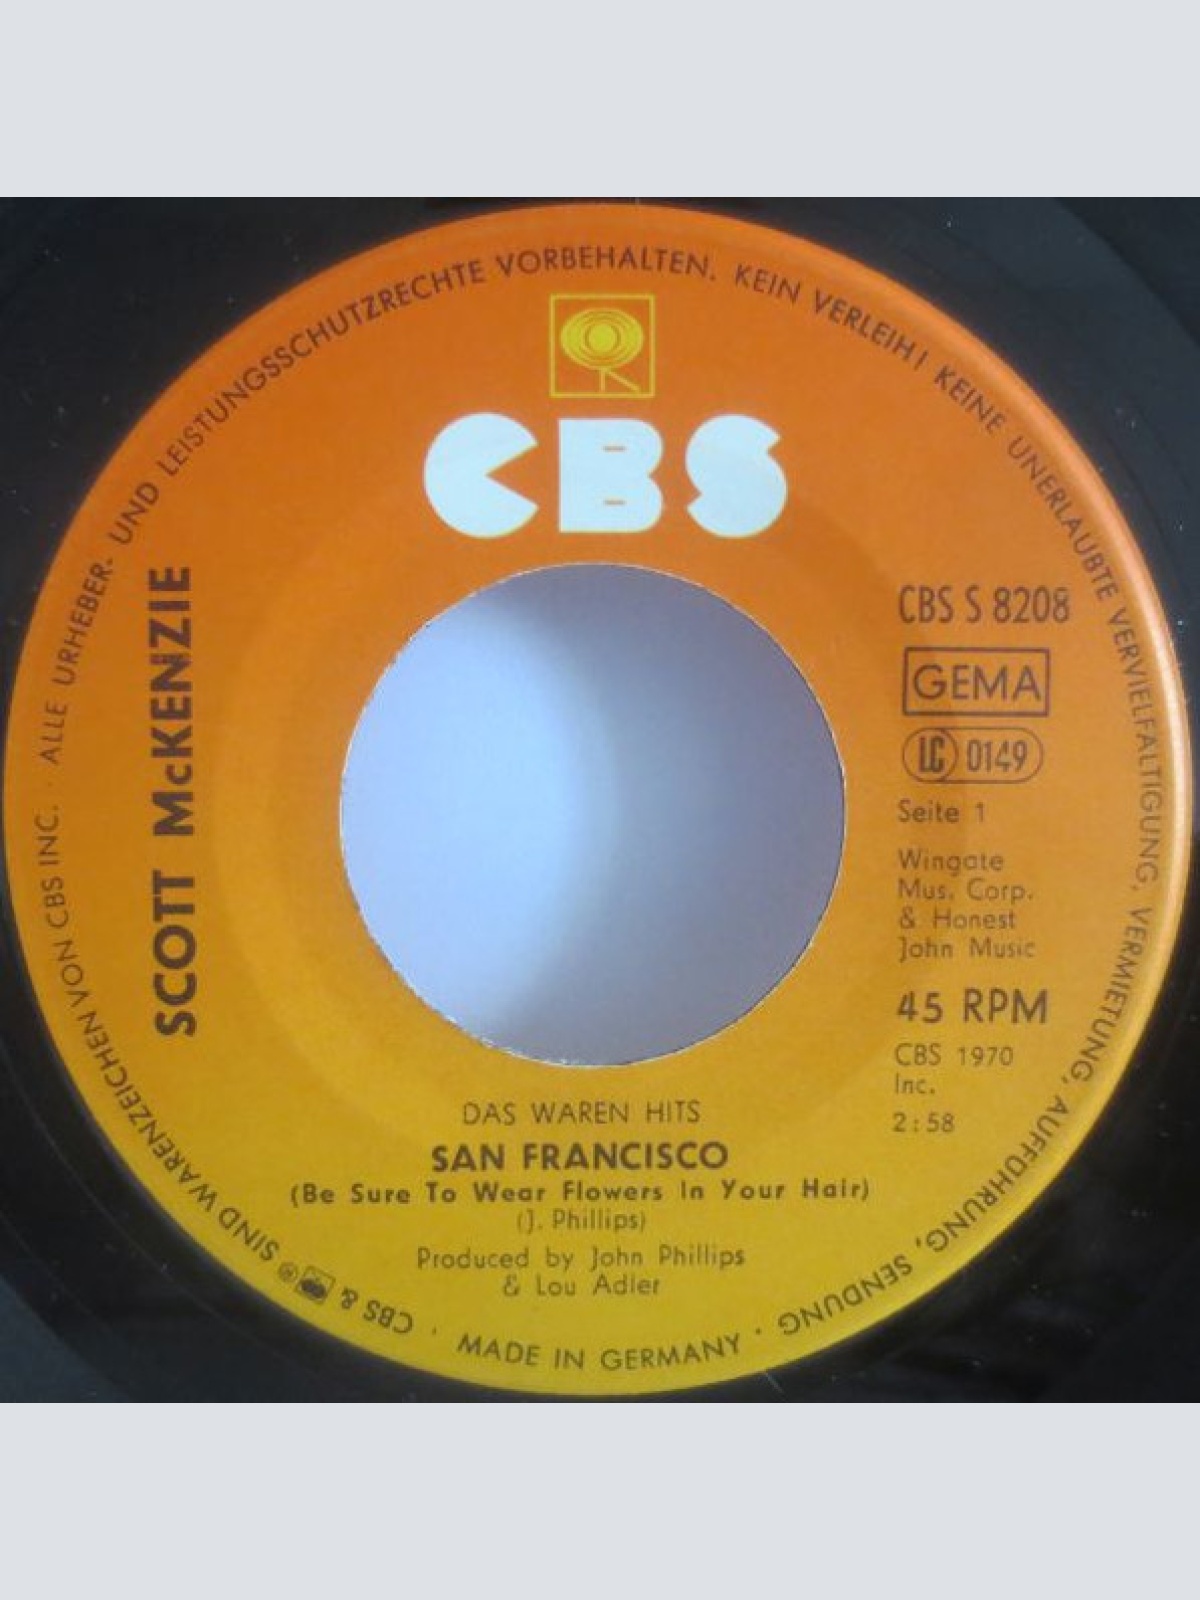 ALLE URHEBER- UND LEISTUNGSSCHUTZRECHTE VORBEHALTEN. KEIN VERLEIH! KEINE UNERLAUBTE VERVIELFÄLTIGUNG, VERMIETUNG, AUFFÜHRUNG, SENDUNG · MADE IN GERMANY · CBS & ® SIND WARENZEICHEN VON CBS INC. ·
CBS
SCOTT McKENZIE
CBS S 8208
GEMA
LC 0149
Seite 1
Wingate
Mus. Corp.
& Honest
John Music
45 RPM
CBS 1970
Inc.
2:58
DAS WAREN HITS
SAN FRANCISCO
(Be Sure To Wear Flowers In Your Hair)
(J. Phillips)
Produced by John Phillips
& Lou Adler